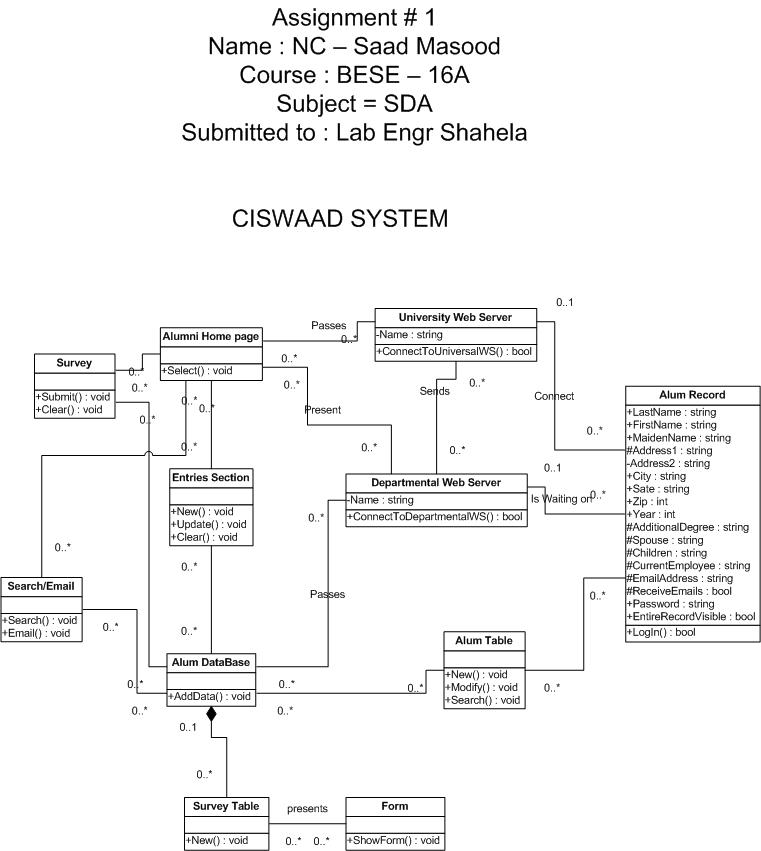 Assignment # 1
Name : NC – Saad Masood
Course : BESE – 16A
Subject = SDA
Submitted to : Lab Engr Shahela
CISWAAD SYSTEM
0..1
University Web Server
-Name : string
+ConnectToUniversalWS() : bool
Passes
0..*
Alumni Home page
+Select() : void
0..*
0..*
Survey
+Submit() : void
+Clear() : void
0..*
0..*
0..*
0..*
0..*
0..*
Sends
0..*
Connect
Present
0..*
0..*
0..*
0..1
Alum Record
+LastName : string
+FirstName : string
+MaidenName : string
#Address1 : string
-Address2 : string
+City : string
+Sate : string
+Zip : int
+Year : int
#AdditionalDegree : string
#Spouse : string
#Children : string
#CurrentEmployee : string
#EmailAddress : string
#ReceiveEmails : bool
+Password : string
+EntireRecordVisible : bool
+LogIn() : bool
Entries Section
+New() : void
+Update() : void
+Clear() : void
Departmental Web Server
-Name : string
+ConnectToDepartmentalWS() : bool
Is Waiting on
0..*
0..*
0..*
0..*
Search/Email
+Search() : void
+Email() : void
Passes
0..*
0..*
0..*
Alum DataBase
+AddData() : void
Alum Table
+New() : void
+Modify() : void
+Search() : void
0..*
0..*
0..*
0..*
0..*
0..*
0..1
0..*
Survey Table
+New() : void
presents
0..*
0..*
Form
+ShowForm() : void